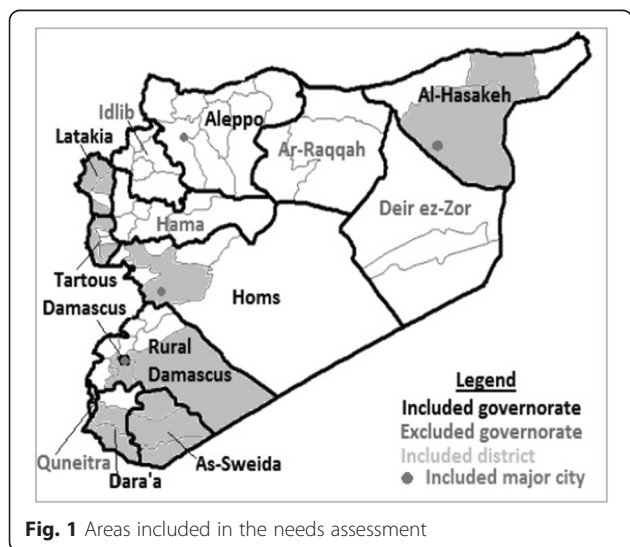 Al-Hasakeh
Idlib
Aleppo
Latakia
Ar-Raqqah
Deir ez-Zor
Hama
Tartous
Homs
Damascus
Rural
Damascus
Legend
Included governorate
Excluded governorate
Included district
Included major city
Quneitra
As-Sweida
Dara'a
Fig. 1 Areas included in the needs assessment